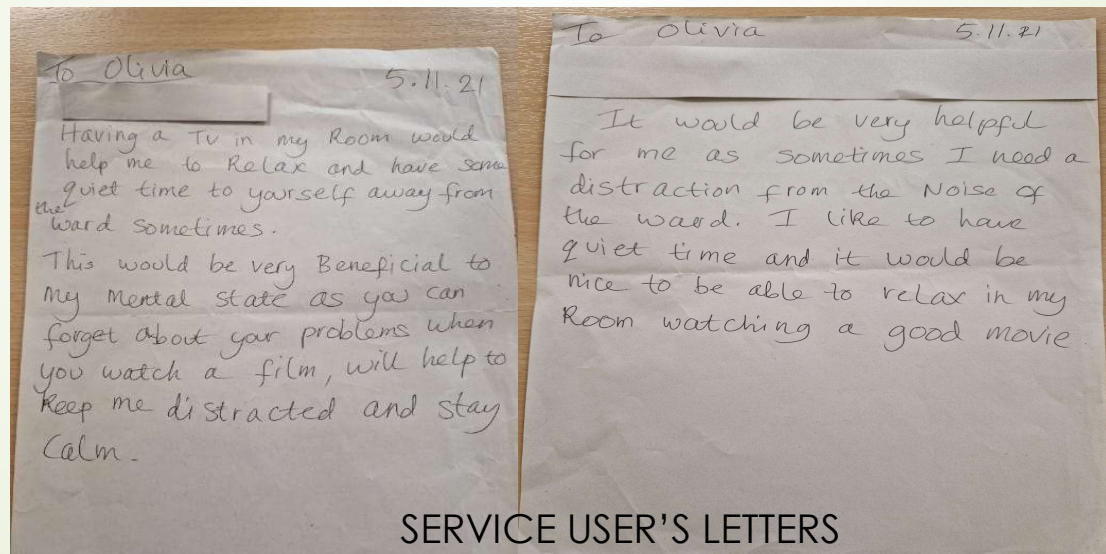 To Olivia 5.11.21
Having a TV in my Room would
help me to Relax and have some
quiet time to yourself away from
the ward sometimes.
This would be very Beneficial to
My Mental State as you can
forget about your problems when
you watch a film, will help to
Keep me distracted and stay
Calm.
To Olivia 5.11.21
It would be very helpful
for me as sometimes I need a
distraction from the Noise of
the ward. I like to have
quiet time and it would be
nice to be able to relax in my
Room watching a good movie
SERVICE USER'S LETTERS